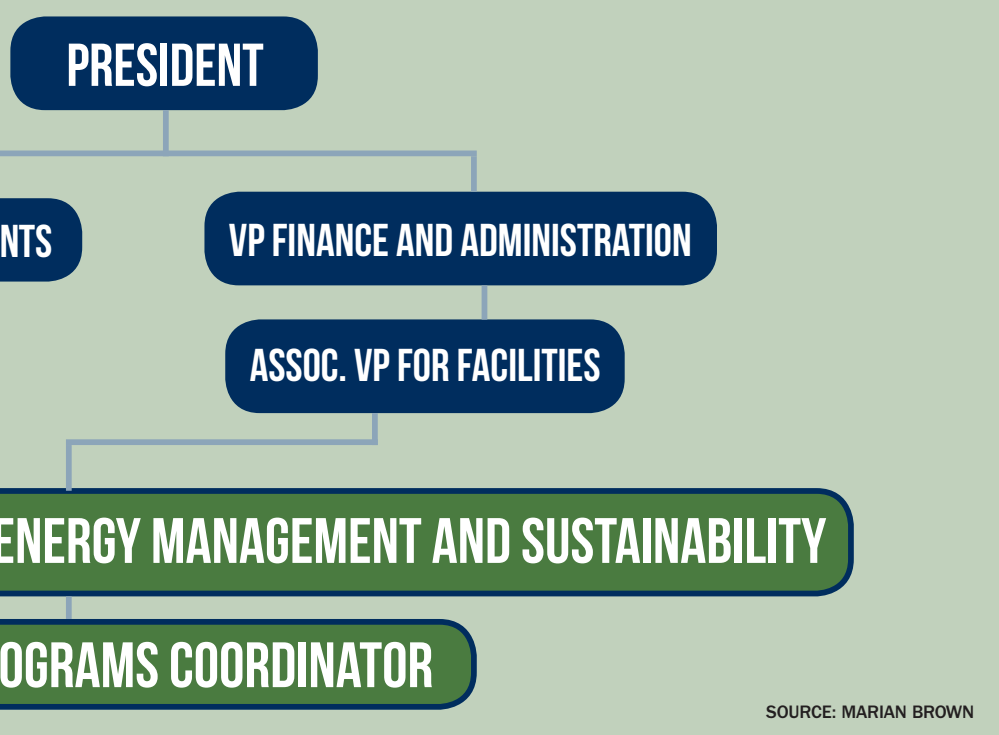 PRESIDENT
NTS
VP FINANCE AND ADMINISTRATION
ASSOC. VP FOR FACILITIES
ENERGY MANAGEMENT AND SUSTAINABILITY
OGRAMS COORDINATOR
SOURCE: MARIAN BROWN